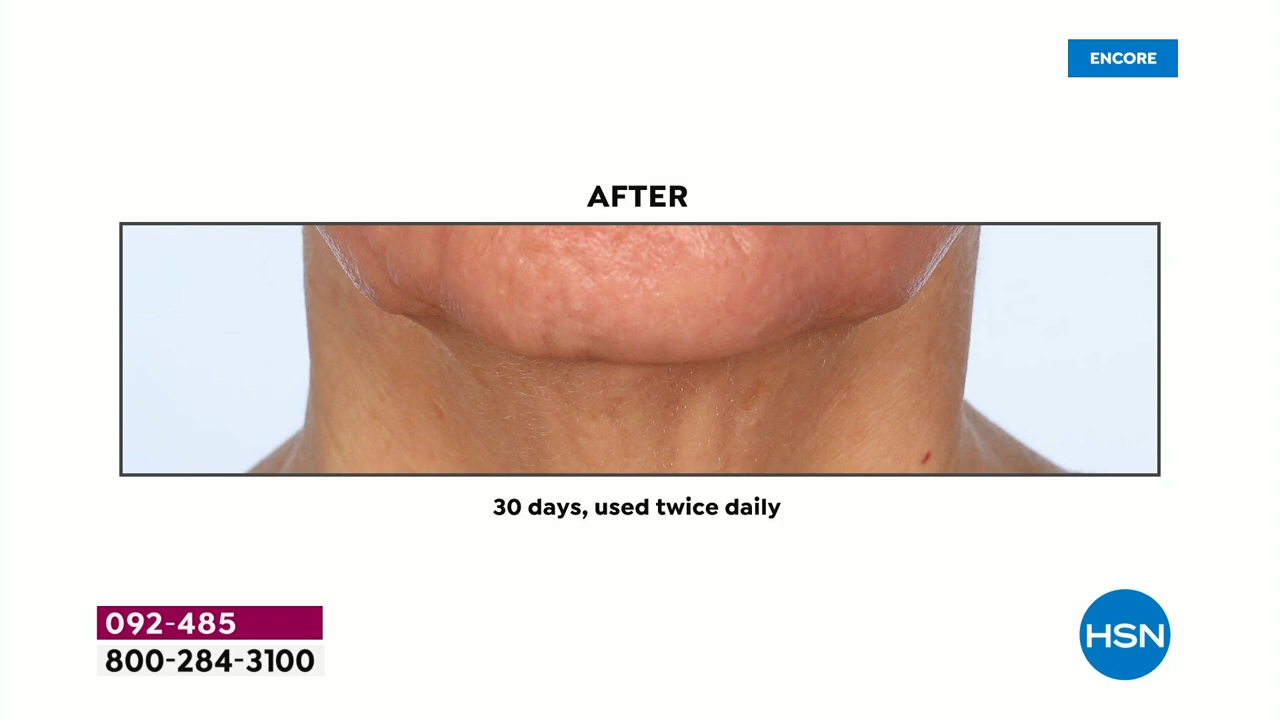 ENCORE
AFTER
30 days, used twice daily
092-485
800-284-3100
HSN